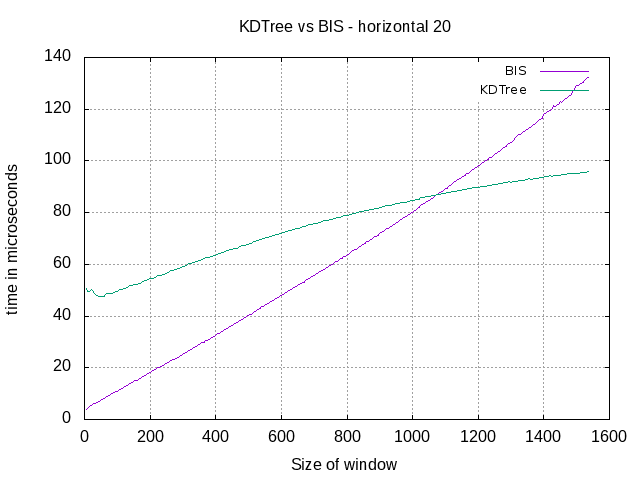 KDTree vs BIS - horizontal 20
BIS
KDTree
140
120
100
80
60
40
20
0
time in microseconds
0 200 400 600 800 1000 1200 1400 1600
Size of window